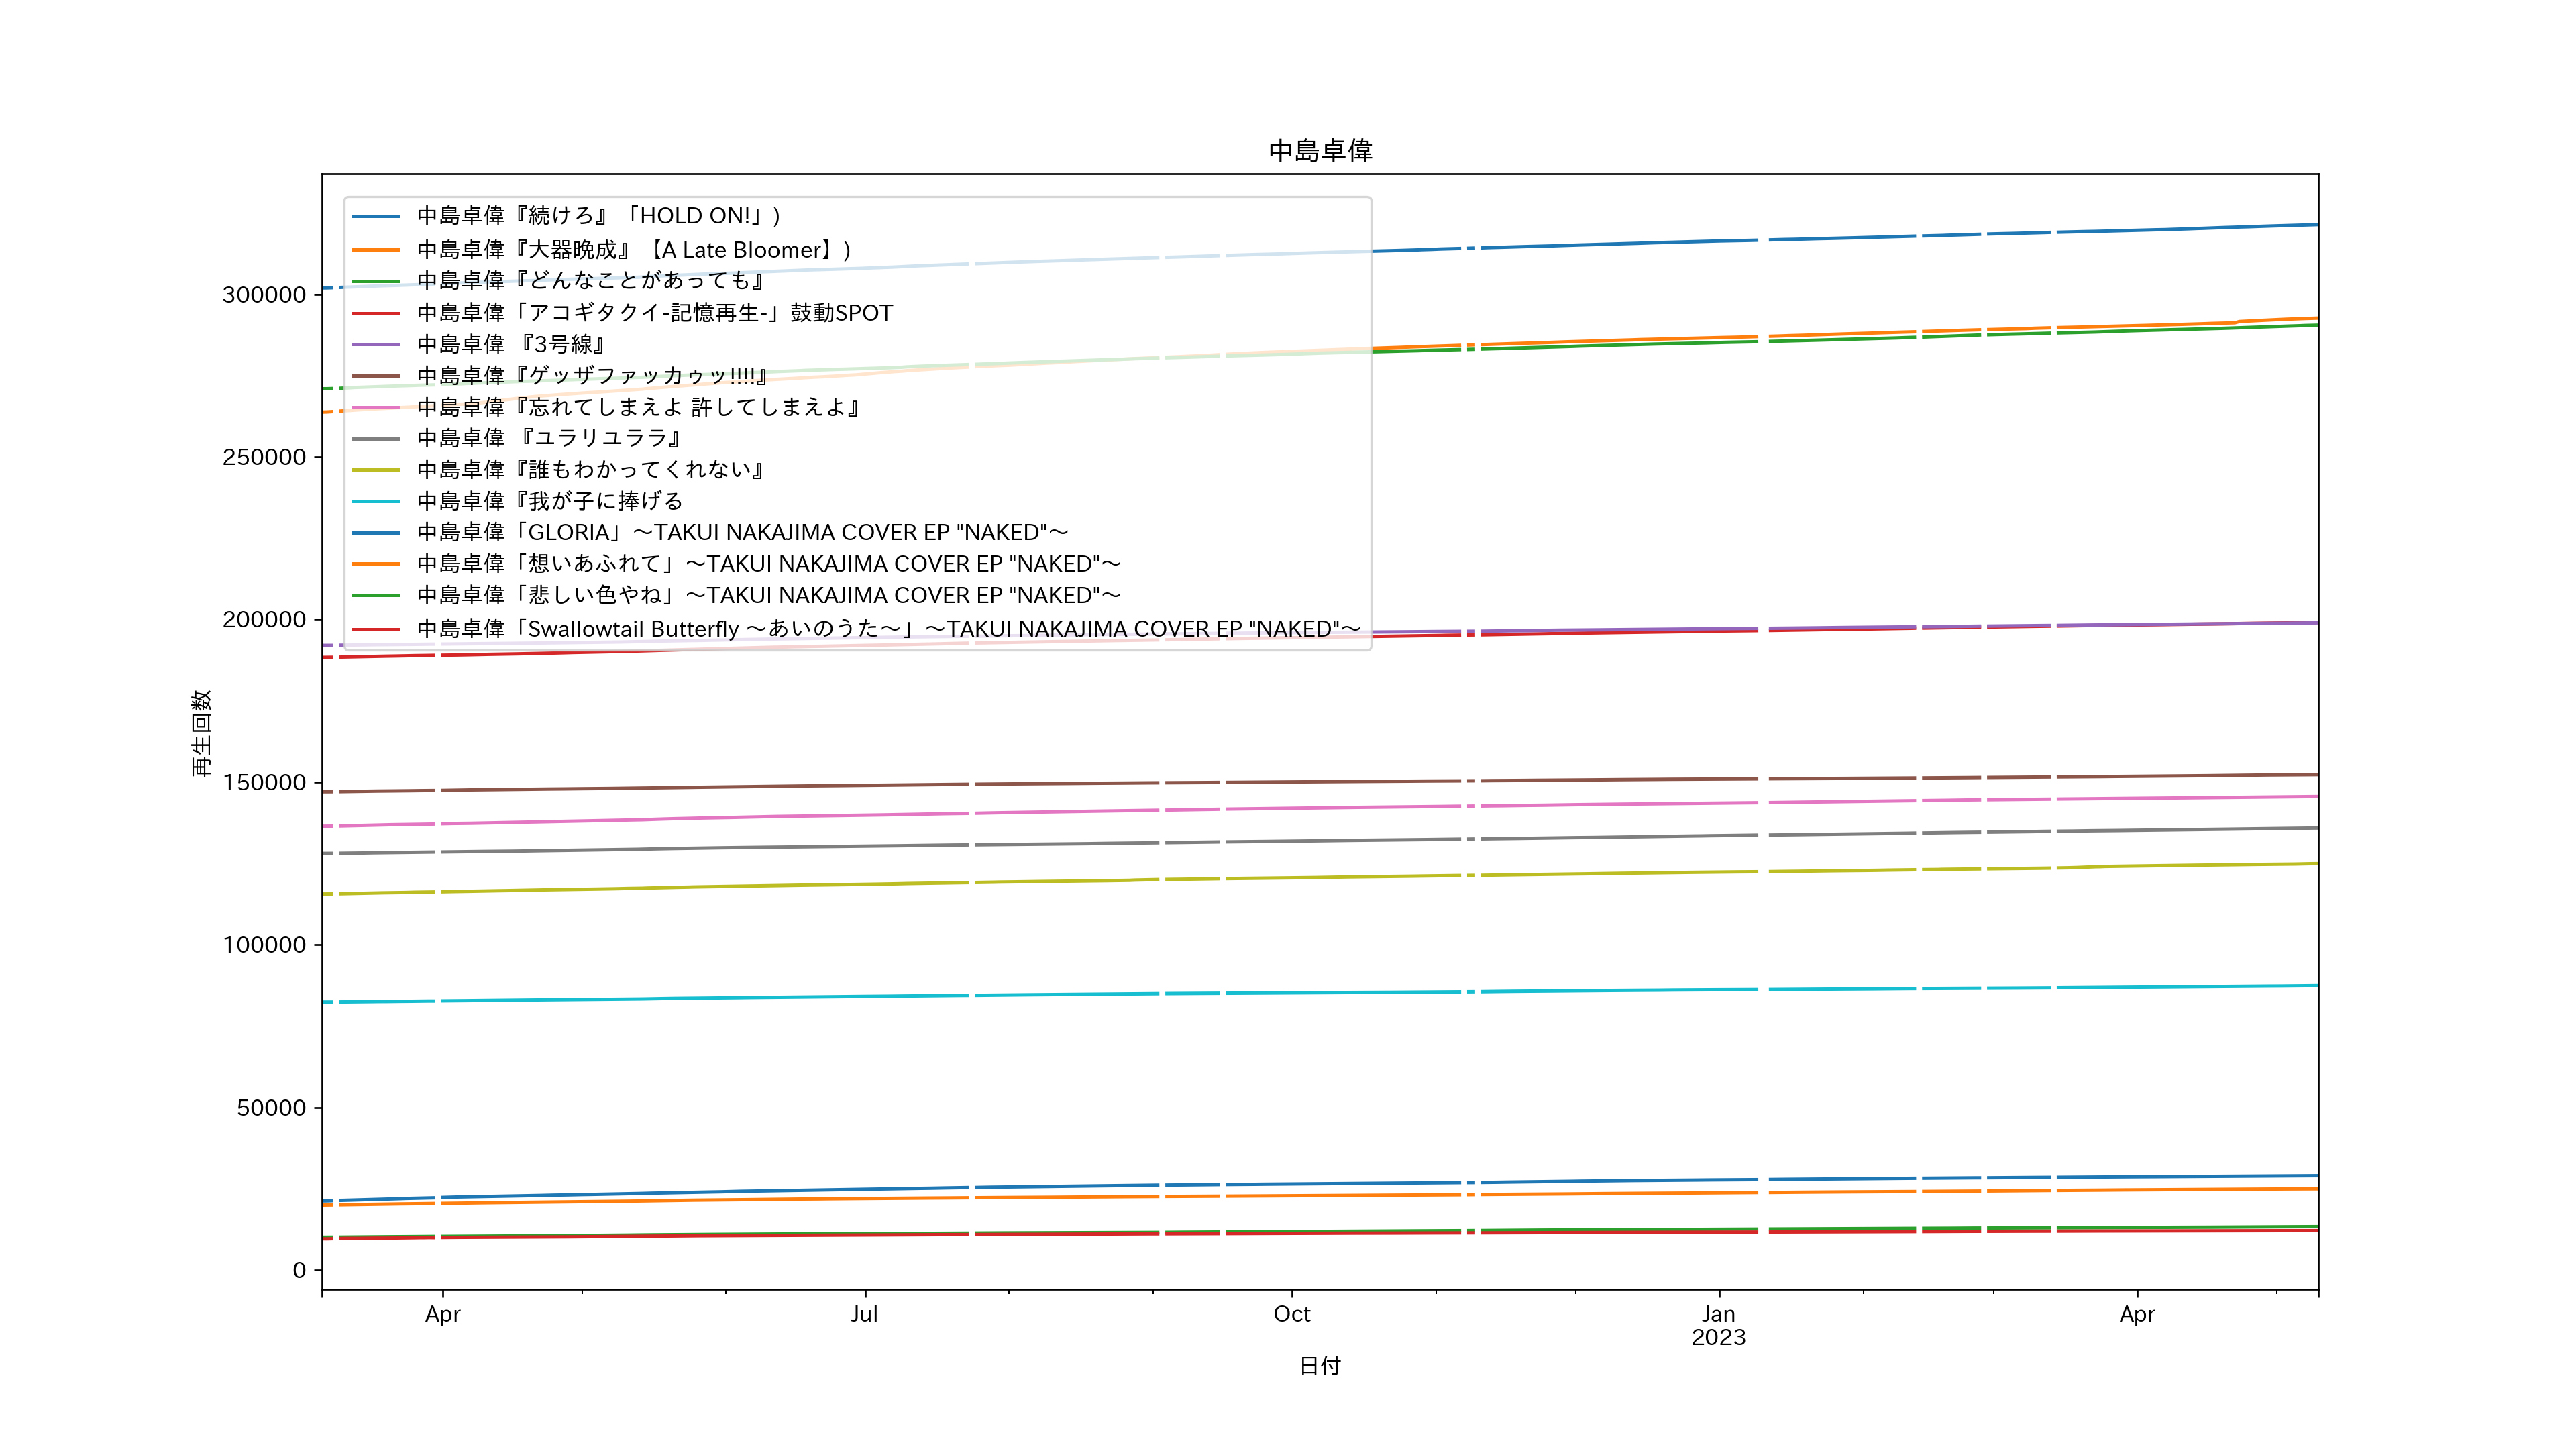 中島卓偉
中島卓偉『続けろ』「HOLD ON!」)
中島卓偉『大器晩成』【A Late Bloomer】)
中島卓偉『どんなことがあっても』
中島卓偉「アコギタクイ-記憶再生-」鼓動SPOT
中島卓偉 『3号線』
中島卓偉『ゲッザファッカゥッ!!!!』
中島卓偉『忘れてしまえよ 許してしまえよ』
中島卓偉 『ユラリユララ』
中島卓偉『誰もわかってくれない』
中島卓偉『我が子に捧げる
中島卓偉「GLORIA」〜TAKUI NAKAJIMA COVER EP "NAKED"〜
中島卓偉「想いあふれて」〜TAKUI NAKAJIMA COVER EP "NAKED"〜
中島卓偉「悲しい色やね」〜TAKUI NAKAJIMA COVER EP "NAKED"〜
中島卓偉「Swallowtail Butterfly 〜あいのうた〜」〜TAKUI NAKAJIMA COVER EP "NAKED"〜
300000
250000
200000
150000
100000
50000
0
再生回数
Apr
Jul
Oct
Jan
2023
Apr
日付